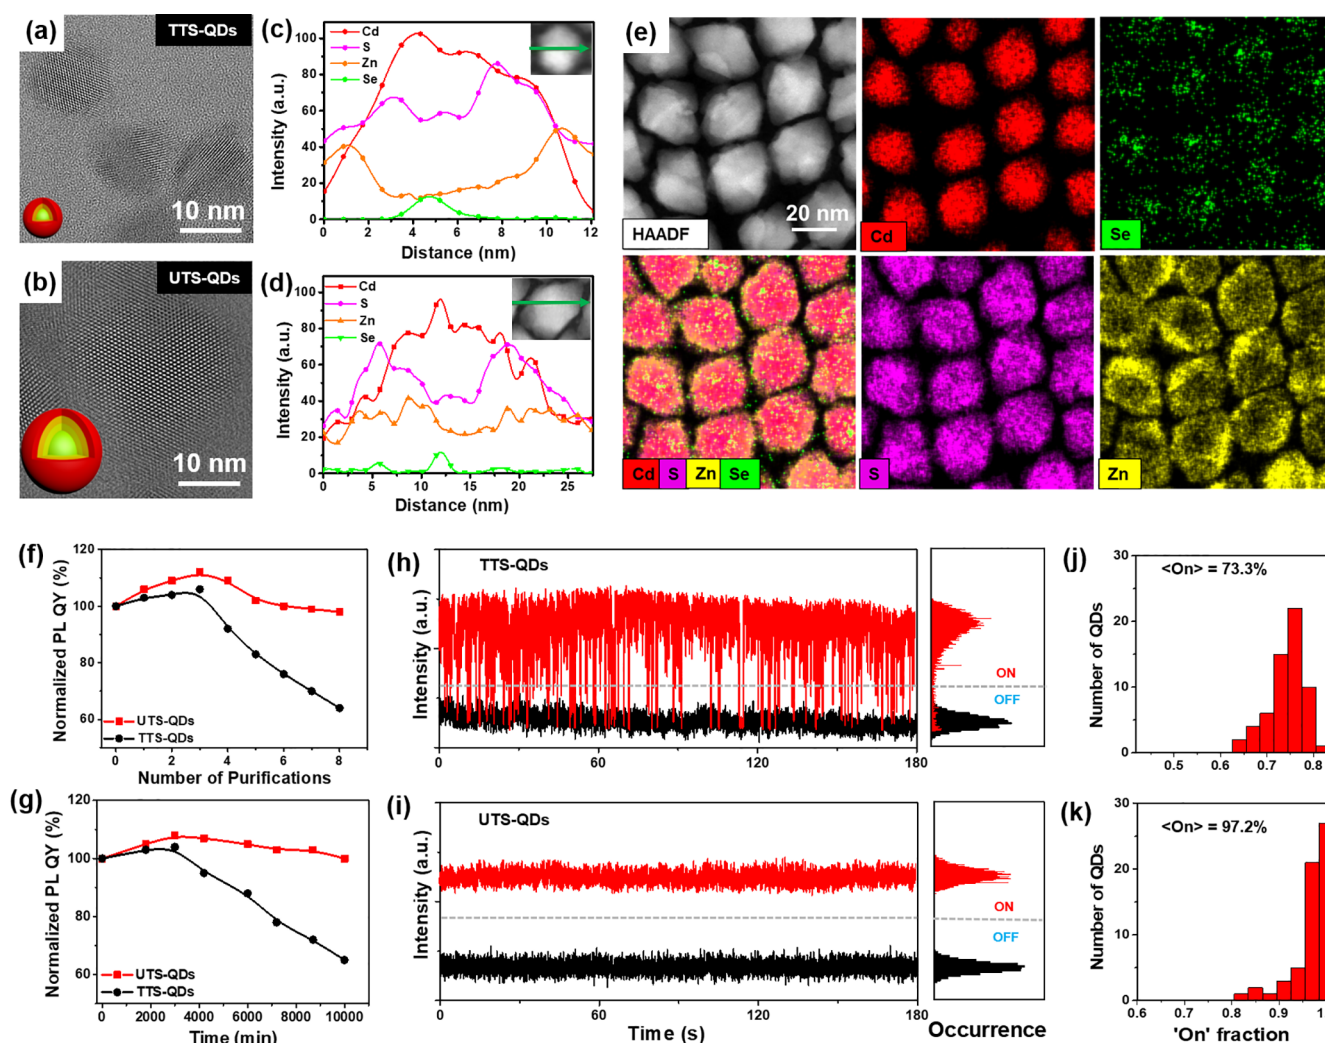 (a)
TTS-QDs
10 nm
(b)
UTS-QDs
10 nm
(c)
Cd
S
Zn
Se
100
80
60
40
20
0
Intensity (a.u.)
0 2 4 6 8 10 12
Distance (nm)
(d)
Cd
S
Zn
Se
100
80
60
40
20
0
Intensity (a.u.)
0 5 10 15 20 25
Distance (nm)
(e)
HAADF
20 nm
Cd
Se
Cd S Zn Se
S
Zn
(f)
120
100
80
60
Normalized PL QY (%)
UTS-QDs
TTS-QDs
0 2 4 6 8
Number of Purifications
(g)
120
100
80
60
Normalized PL QY (%)
UTS-QDs
TTS-QDs
0 2000 4000 6000 8000 10000
Time (min)
(h)
TTS-QDs
Intensity (a.u.)
0 60 120 180
ON
OFF
(i)
UTS-QDs
Intensity (a.u.)
0 60 120 180
Time (s)
ON
OFF
Occurrence
(j)
<On> = 73.3%
30
20
10
0
Number of QDs
0.5 0.6 0.7 0.8
(k)
<On> = 97.2%
30
20
10
0
Number of QDs
0.6 0.7 0.8 0.9
'On' fraction